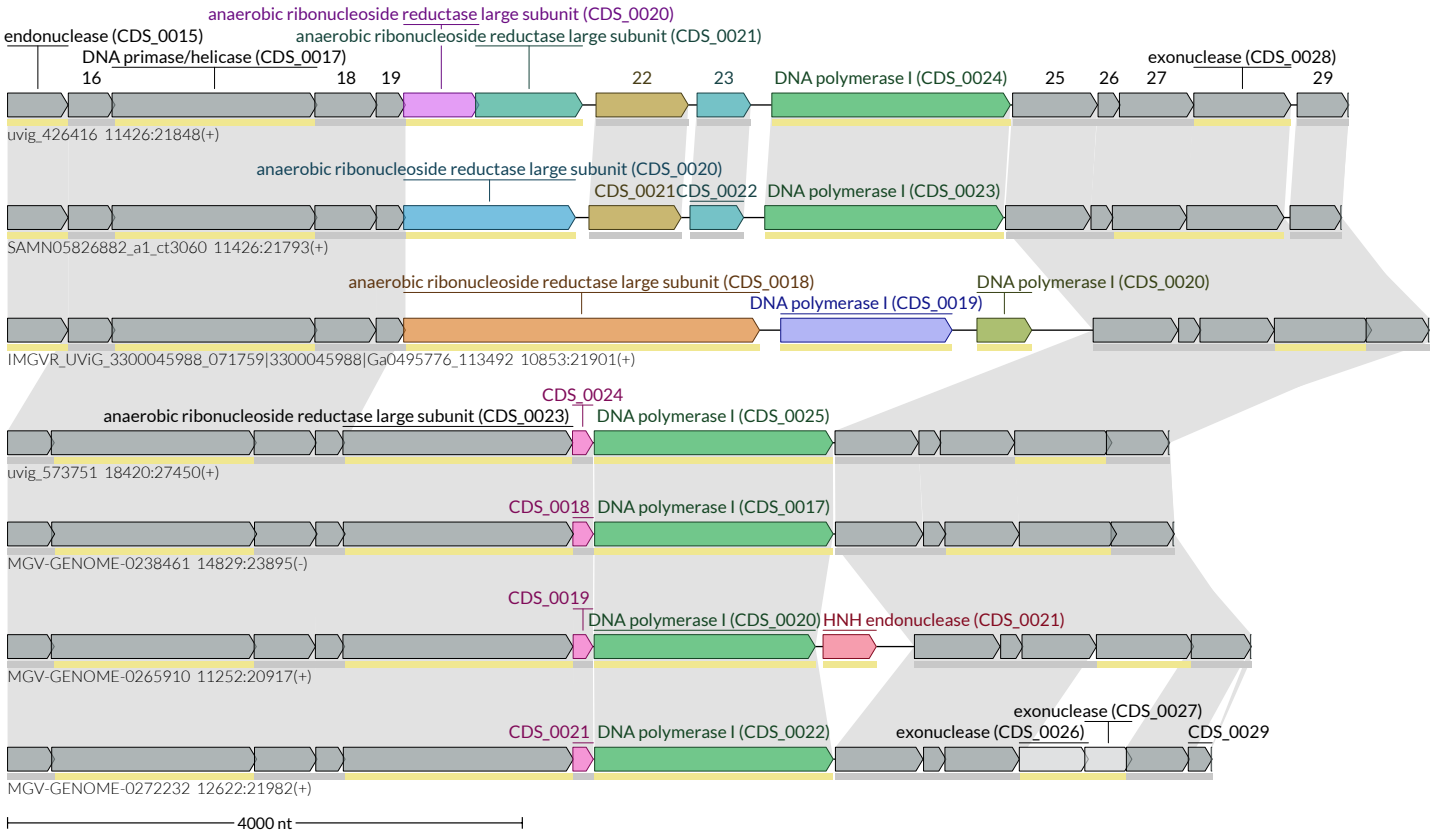 anaerobic ribonucleoside reductase large subunit (CDS_0020)
endonuclease (CDS_0015) anaerobic ribonucleoside reductase large subunit (CDS_0021)
DNA primase/helicase (CDS_0017) exonuclease (CDS_0028)
16 18 19 22 23 DNA polymerase I (CDS_0024) 25 26 27 29
uvig_426416 11426:21848(+)
anaerobic ribonucleoside reductase large subunit (CDS_0020)
CDS_0021 CDS_0022 DNA polymerase I (CDS_0023)
SAMN05826882_a1_ct3060 11426:21793(+)
anaerobic ribonucleoside reductase large subunit (CDS_0018) DNA polymerase I (CDS_0020)
DNA polymerase I (CDS_0019)
IMGVR_UViG_3300045988_071759|3300045988|Ga0495776_113492 10853:21901(+)
CDS_0024
anaerobic ribonucleoside reductase large subunit (CDS_0023) DNA polymerase I (CDS_0025)
uvig_573751 18420:27450(+)
CDS_0018 DNA polymerase I (CDS_0017)
MGV-GENOME-0238461 14829:23895(-)
CDS_0019
DNA polymerase I (CDS_0020) HNH endonuclease (CDS_0021)
MGV-GENOME-0265910 11252:20917(+)
exonuclease (CDS_0027)
CDS_0021 DNA polymerase I (CDS_0022) exonuclease (CDS_0026) CDS_0029
MGV-GENOME-0272232 12622:21982(+)
4000 nt